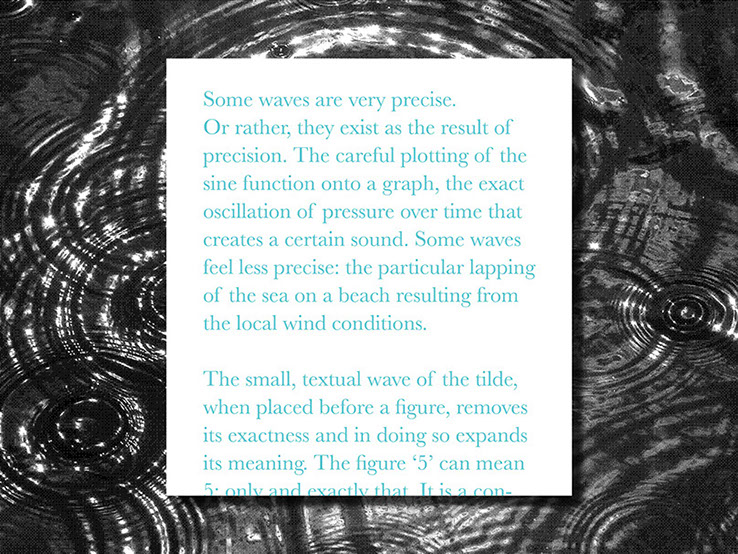 Some waves are very precise.
Or rather, they exist as the result of
precision. The careful plotting of the
sine function onto a graph, the exact
oscillation of pressure over time that
creates a certain sound. Some waves
feel less precise: the particular lapping
of the sea on a beach resulting from
the local wind conditions.

The small, textual wave of the tilde,
when placed before a figure, removes
its exactness and in doing so expands
its meaning. The figure ‘5’ can mean
5: only and exactly that. It is a con-